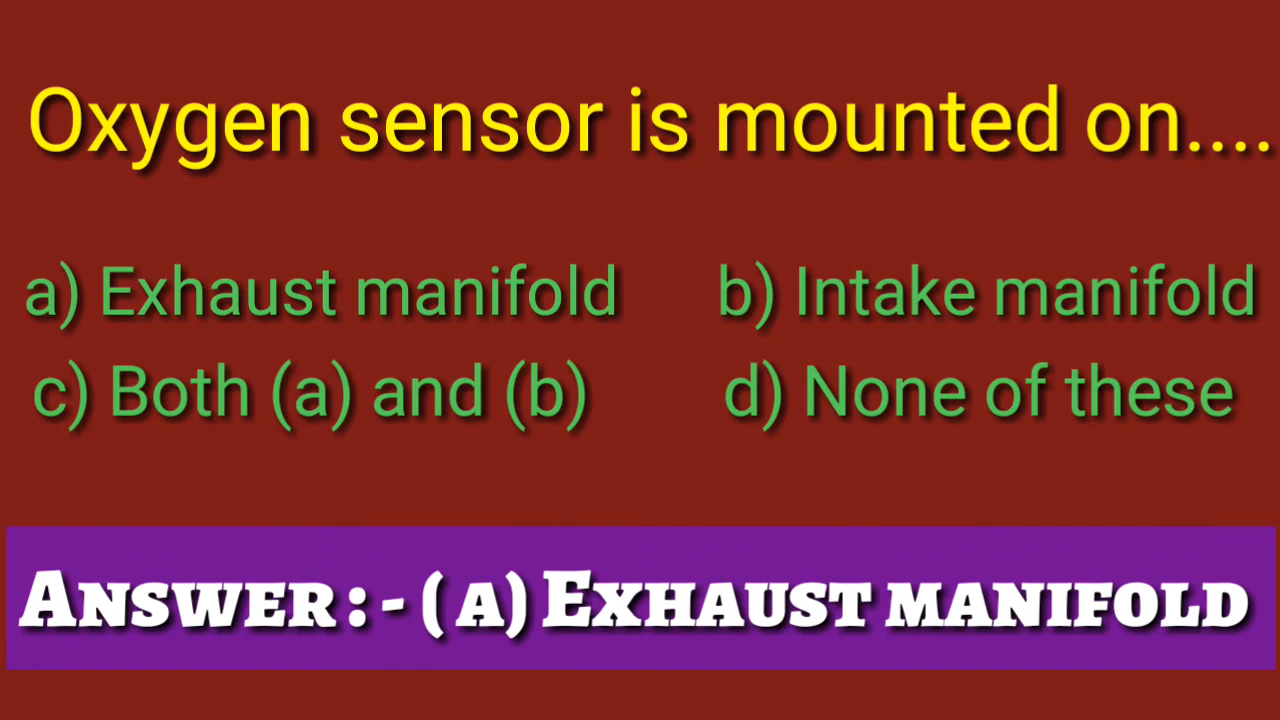 Oxygen sensor is mounted on....
a) Exhaust manifold b) Intake manifold
c) Both (a) and (b) d) None of these
Answer : - ( a) Exhaust manifold